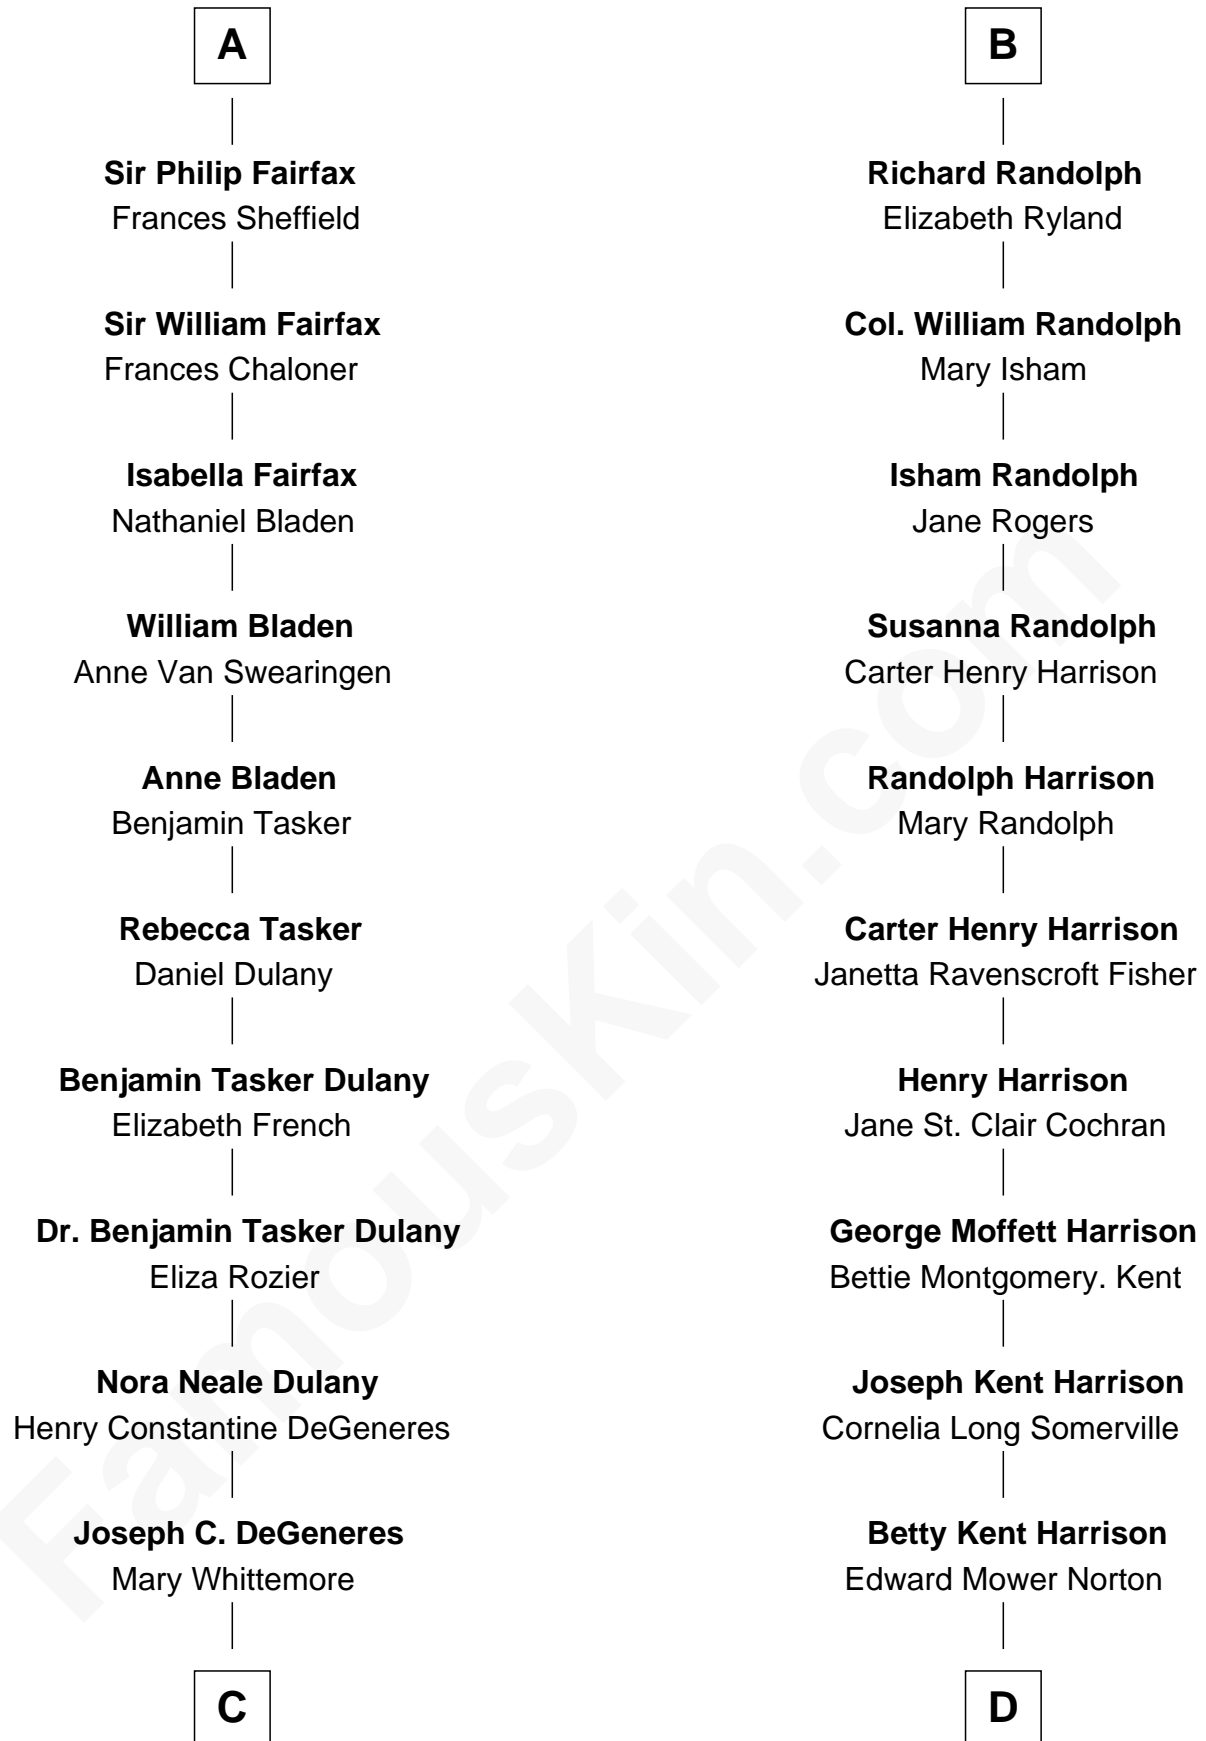 A
Sir Philip Fairfax
Frances Sheffield
Sir William Fairfax
Frances Chaloner
Isabella Fairfax
Nathaniel Bladen
William Bladen
Anne Van Swearingen
Anne Bladen
Benjamin Tasker
Rebecca Tasker
Daniel Dulany
Benjamin Tasker Dulany
Elizabeth French
Dr. Benjamin Tasker Dulany
Eliza Rozier
Nora Neale Dulany
Henry Constantine DeGeneres
Joseph C. DeGeneres
Mary Whittemore
C
B
Richard Randolph
Elizabeth Ryland
Col. William Randolph
Mary Isham
Isham Randolph
Jane Rogers
Susanna Randolph
Carter Henry Harrison
Randolph Harrison
Mary Randolph
Carter Henry Harrison
Janetta Ravenscroft Fisher
Henry Harrison
Jane St. Clair Cochran
George Moffett Harrison
Bettie Montgomery. Kent
Joseph Kent Harrison
Cornelia Long Somerville
Betty Kent Harrison
Edward Mower Norton
D
FamousKin.com